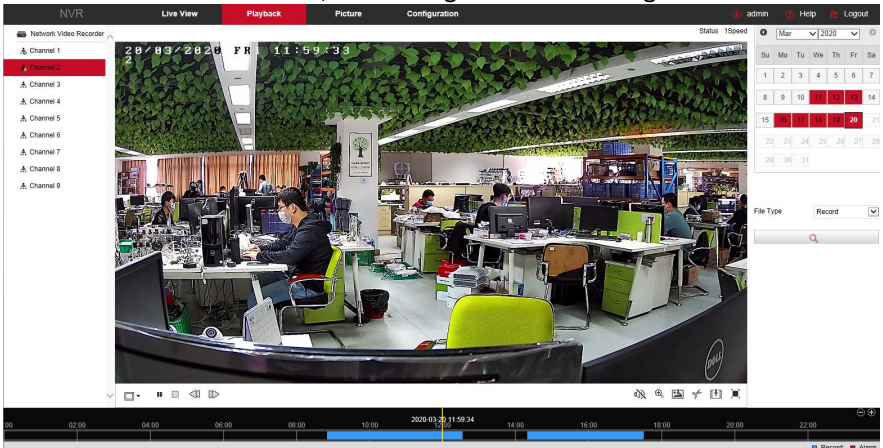 NVR
Live View
Playback
Picture
Configuration
admin
Help
Logout
Network Video Recorder
Channel 1
Channel 2
Channel 3
Channel 4
Channel 5
Channel 6
Channel 7
Channel 8
Channel 9
Status 1Speed
20/03/2020 FRI 11:59:33
2
DELL
Mar 2020
Su Mo Tu We Th Fr Sa
1 2 3 4 5 6 7
8 9 10 11 12 13 14
15 16 17 18 19 20 21
22 23 24 25 26 27 28
29 30 31
File Type Record
2020-03-20 11:59:34
:00 02:00 04:00 06:00 08:00 10:00 12:00 14:00 16:00 18:00 20:00 22:00
Record Alarm